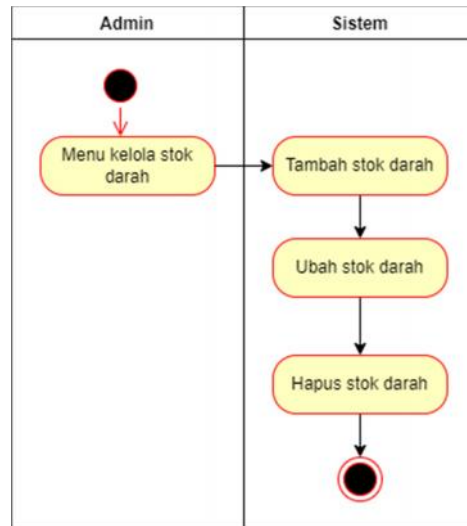 Admin
Sistem
Menu kelola stok
darah
Tambah stok darah
Ubah stok darah
Hapus stok darah